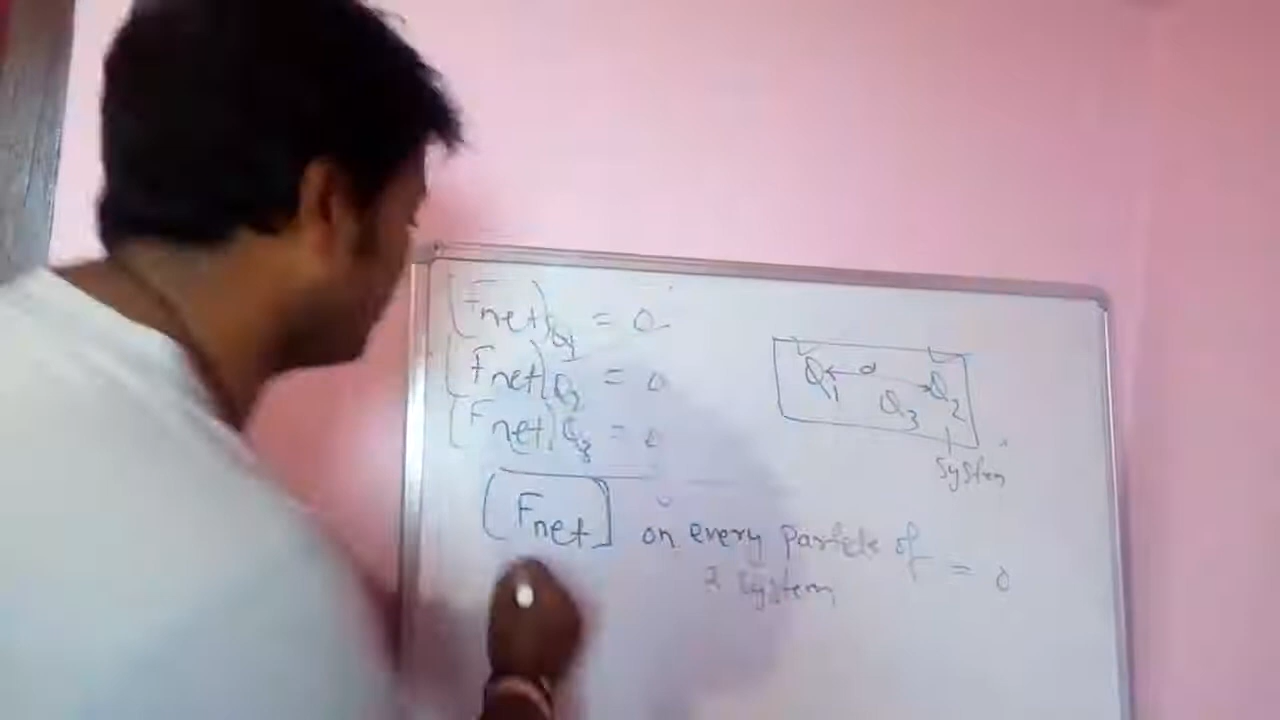 (Fnet)Q1 = 0
(Fnet)Q2 = 0
(Fnet)Q3 = 0
Q1 d Q2
Q3
system
[Fnet] on every particle of = 0
a system